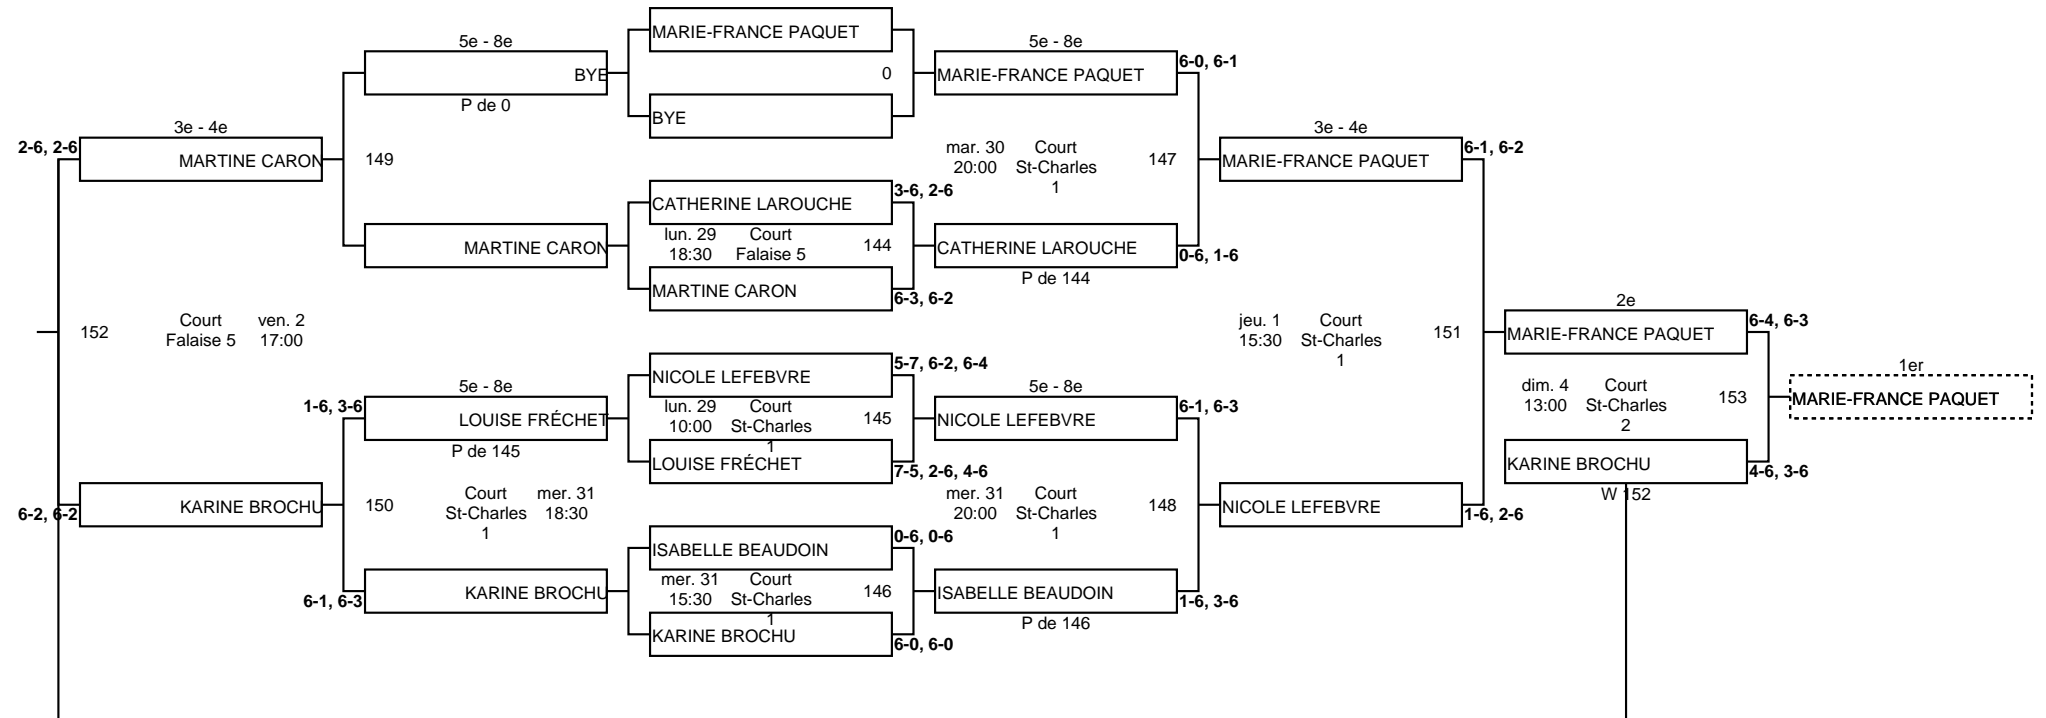 MARIE-FRANCE PAQUET
5e - 8e
5e - 8e
6-0, 6-1
BYE
0
MARIE-FRANCE PAQUET
P de 0
BYE
3e - 4e
3e - 4e
2-6, 2-6
MARTINE CARON
149
mar. 30
20:00
Court
St-Charles
1
147
MARIE-FRANCE PAQUET
6-1, 6-2
CATHERINE LAROUCHE
3-6, 2-6
MARTINE CARON
lun. 29
18:30
Court
Falaise 5
144
CATHERINE LAROUCHE
0-6, 1-6
P de 144
MARTINE CARON
6-3, 6-2
152
Court
Falaise 5
ven. 2
17:00
jeu. 1
15:30
Court
St-Charles
1
151
2e
MARIE-FRANCE PAQUET
6-4, 6-3
NICOLE LEFEBVRE
5-7, 6-2, 6-4
5e - 8e
5e - 8e
1-6, 3-6
LOUISE FRÉCHET
P de 145
lun. 29
10:00
Court
St-Charles
1
145
NICOLE LEFEBVRE
6-1, 6-3
LOUISE FRÉCHET
7-5, 2-6, 4-6
dim. 4
13:00
Court
St-Charles
2
153
1er
MARIE-FRANCE PAQUET
KARINE BROCHU
4-6, 3-6
W 152
6-2, 6-2
KARINE BROCHU
150
Court
St-Charles
1
mer. 31
18:30
mer. 31
20:00
Court
St-Charles
1
148
NICOLE LEFEBVRE
1-6, 2-6
ISABELLE BEAUDOIN
0-6, 0-6
6-1, 6-3
KARINE BROCHU
mer. 31
15:30
Court
St-Charles
1
146
ISABELLE BEAUDOIN
1-6, 3-6
P de 146
KARINE BROCHU
6-0, 6-0